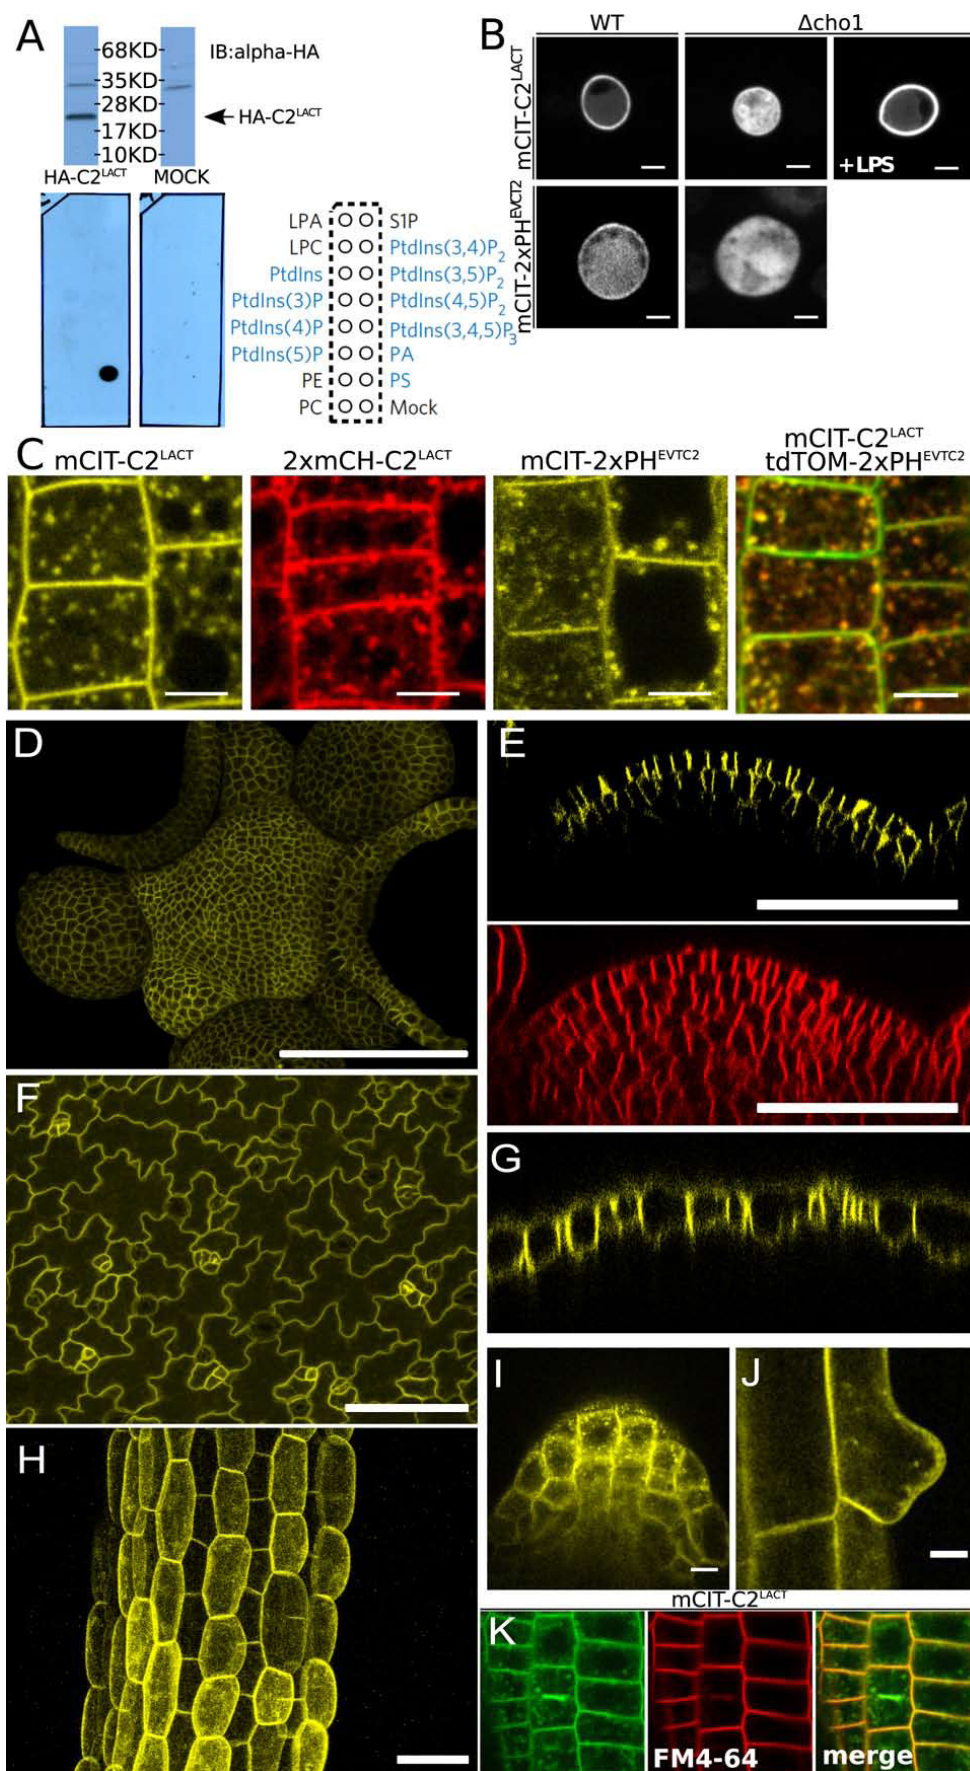 A
-68KD-
IB:alpha-HA
-35KD-
-28KD-
HA-C2LACT
-17KD-
-10KD-
HA-C2LACT
MOCK
LPA
S1P
LPC
PtdIns(3,4)P2
PtdIns
PtdIns(3,5)P2
PtdIns(3)P
PtdIns(4,5)P2
PtdIns(4)P
PtdIns(3,4,5)P3
PtdIns(5)P
PA
PE
PS
PC
Mock
B
WT
Δcho1
mCIT-C2LACT
+LPS
mCIT-2xPHEVCT2
C
mCIT-C2LACT
2xmCH-C2LACT
mCIT-2xPHEVTC2
mCIT-C2LACT
tdTOM-2xPHEVTC2
D
E
F
G
H
I
J
mCIT-C2LACT
K
FM4-64
merge